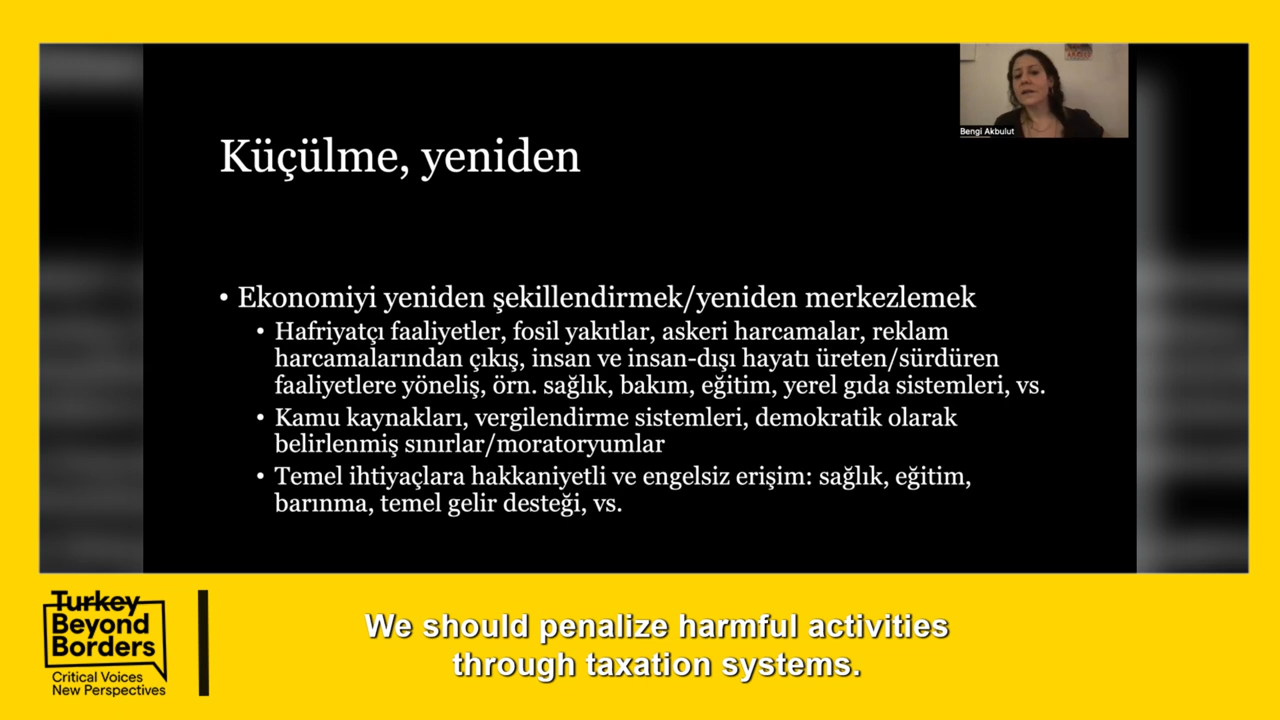 Bengi Akbulut
Küçülme, yeniden
• Ekonomiyi yeniden şekillendirmek/yeniden merkezlemek
• Hafriyatçı faaliyetler, fosil yakıtlar, askeri harcamalar, reklam
harcamalarından çıkış, insan ve insan-dışı hayatı üreten/sürdüren
faaliyetlere yöneliş, örn. sağlık, bakım, eğitim, yerel gıda sistemleri, vs.
• Kamu kaynakları, vergilendirme sistemleri, demokratik olarak
belirlenmiş sınırlar/moratoryumlar
• Temel ihtiyaçlara hakkaniyetli ve engelsiz erişim: sağlık, eğitim,
barınma, temel gelir desteği, vs.
Turkey
Beyond
Borders
Critical Voices
New Perspectives
We should penalize harmful activities
through taxation systems.